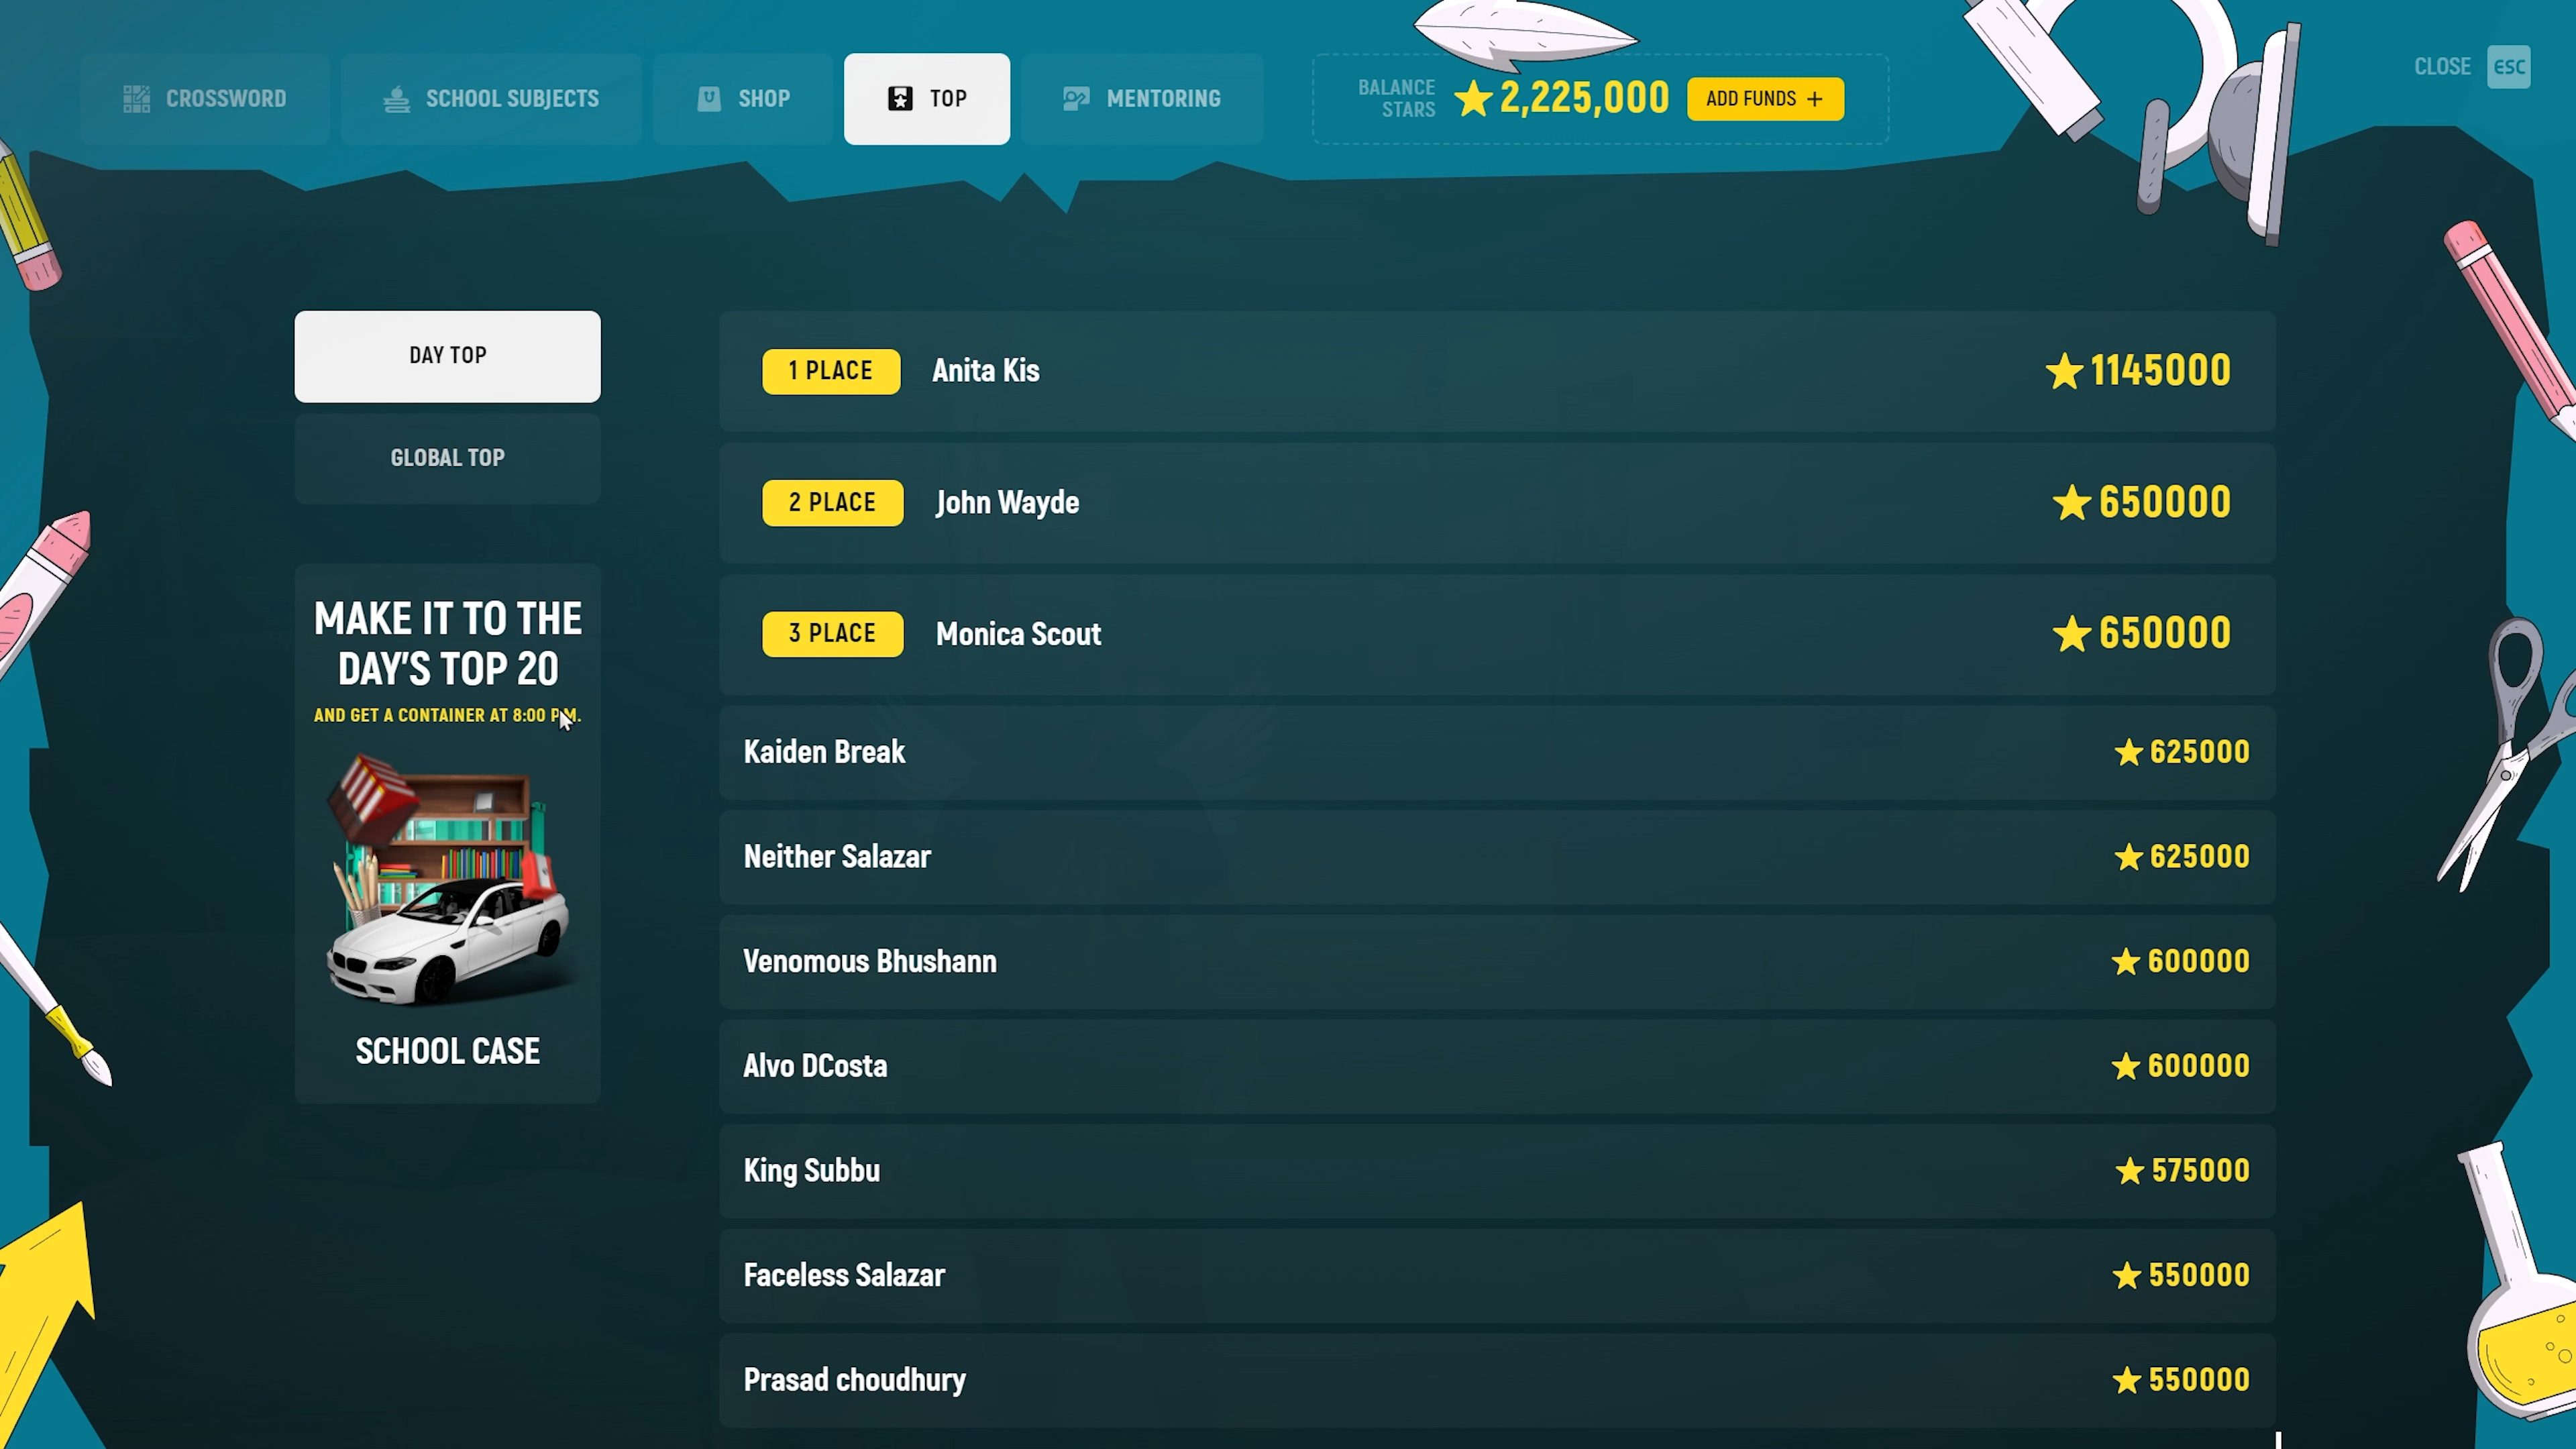 CROSSWORD
SCHOOL SUBJECTS
SHOP
TOP
MENTORING
BALANCE
STARS
2,225,000
ADD FUNDS +
CLOSE ESC
DAY TOP
GLOBAL TOP
MAKE IT TO THE
DAY'S TOP 20
AND GET A CONTAINER AT 8:00 P.M.
SCHOOL CASE
1 PLACE Anita Kis 1145000
2 PLACE John Wayde 650000
3 PLACE Monica Scout 650000
Kaiden Break 625000
Neither Salazar 625000
Venomous Bhushann 600000
Alvo DCosta 600000
King Subbu 575000
Faceless Salazar 550000
Prasad choudhury 550000